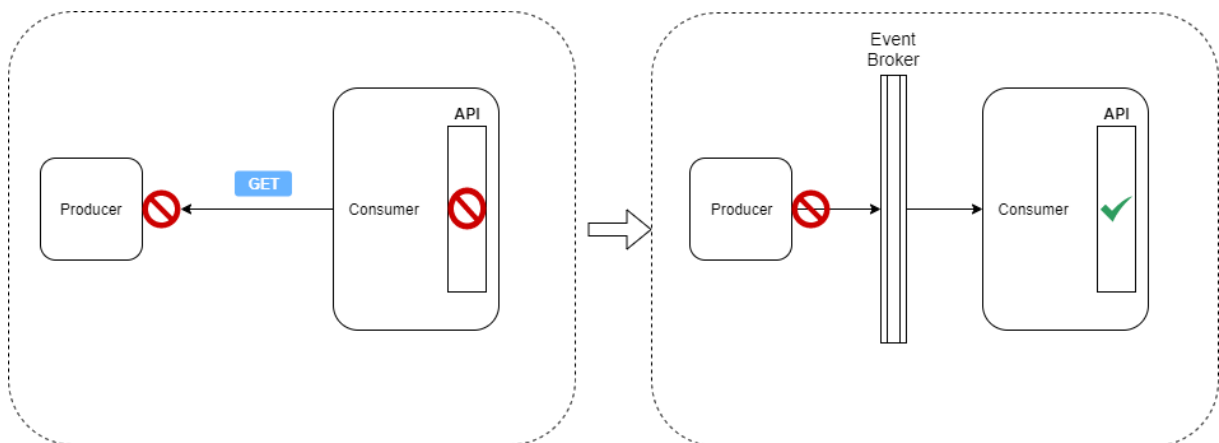 API
GET
Producer
Consumer
Event
Broker
API
Producer
Consumer